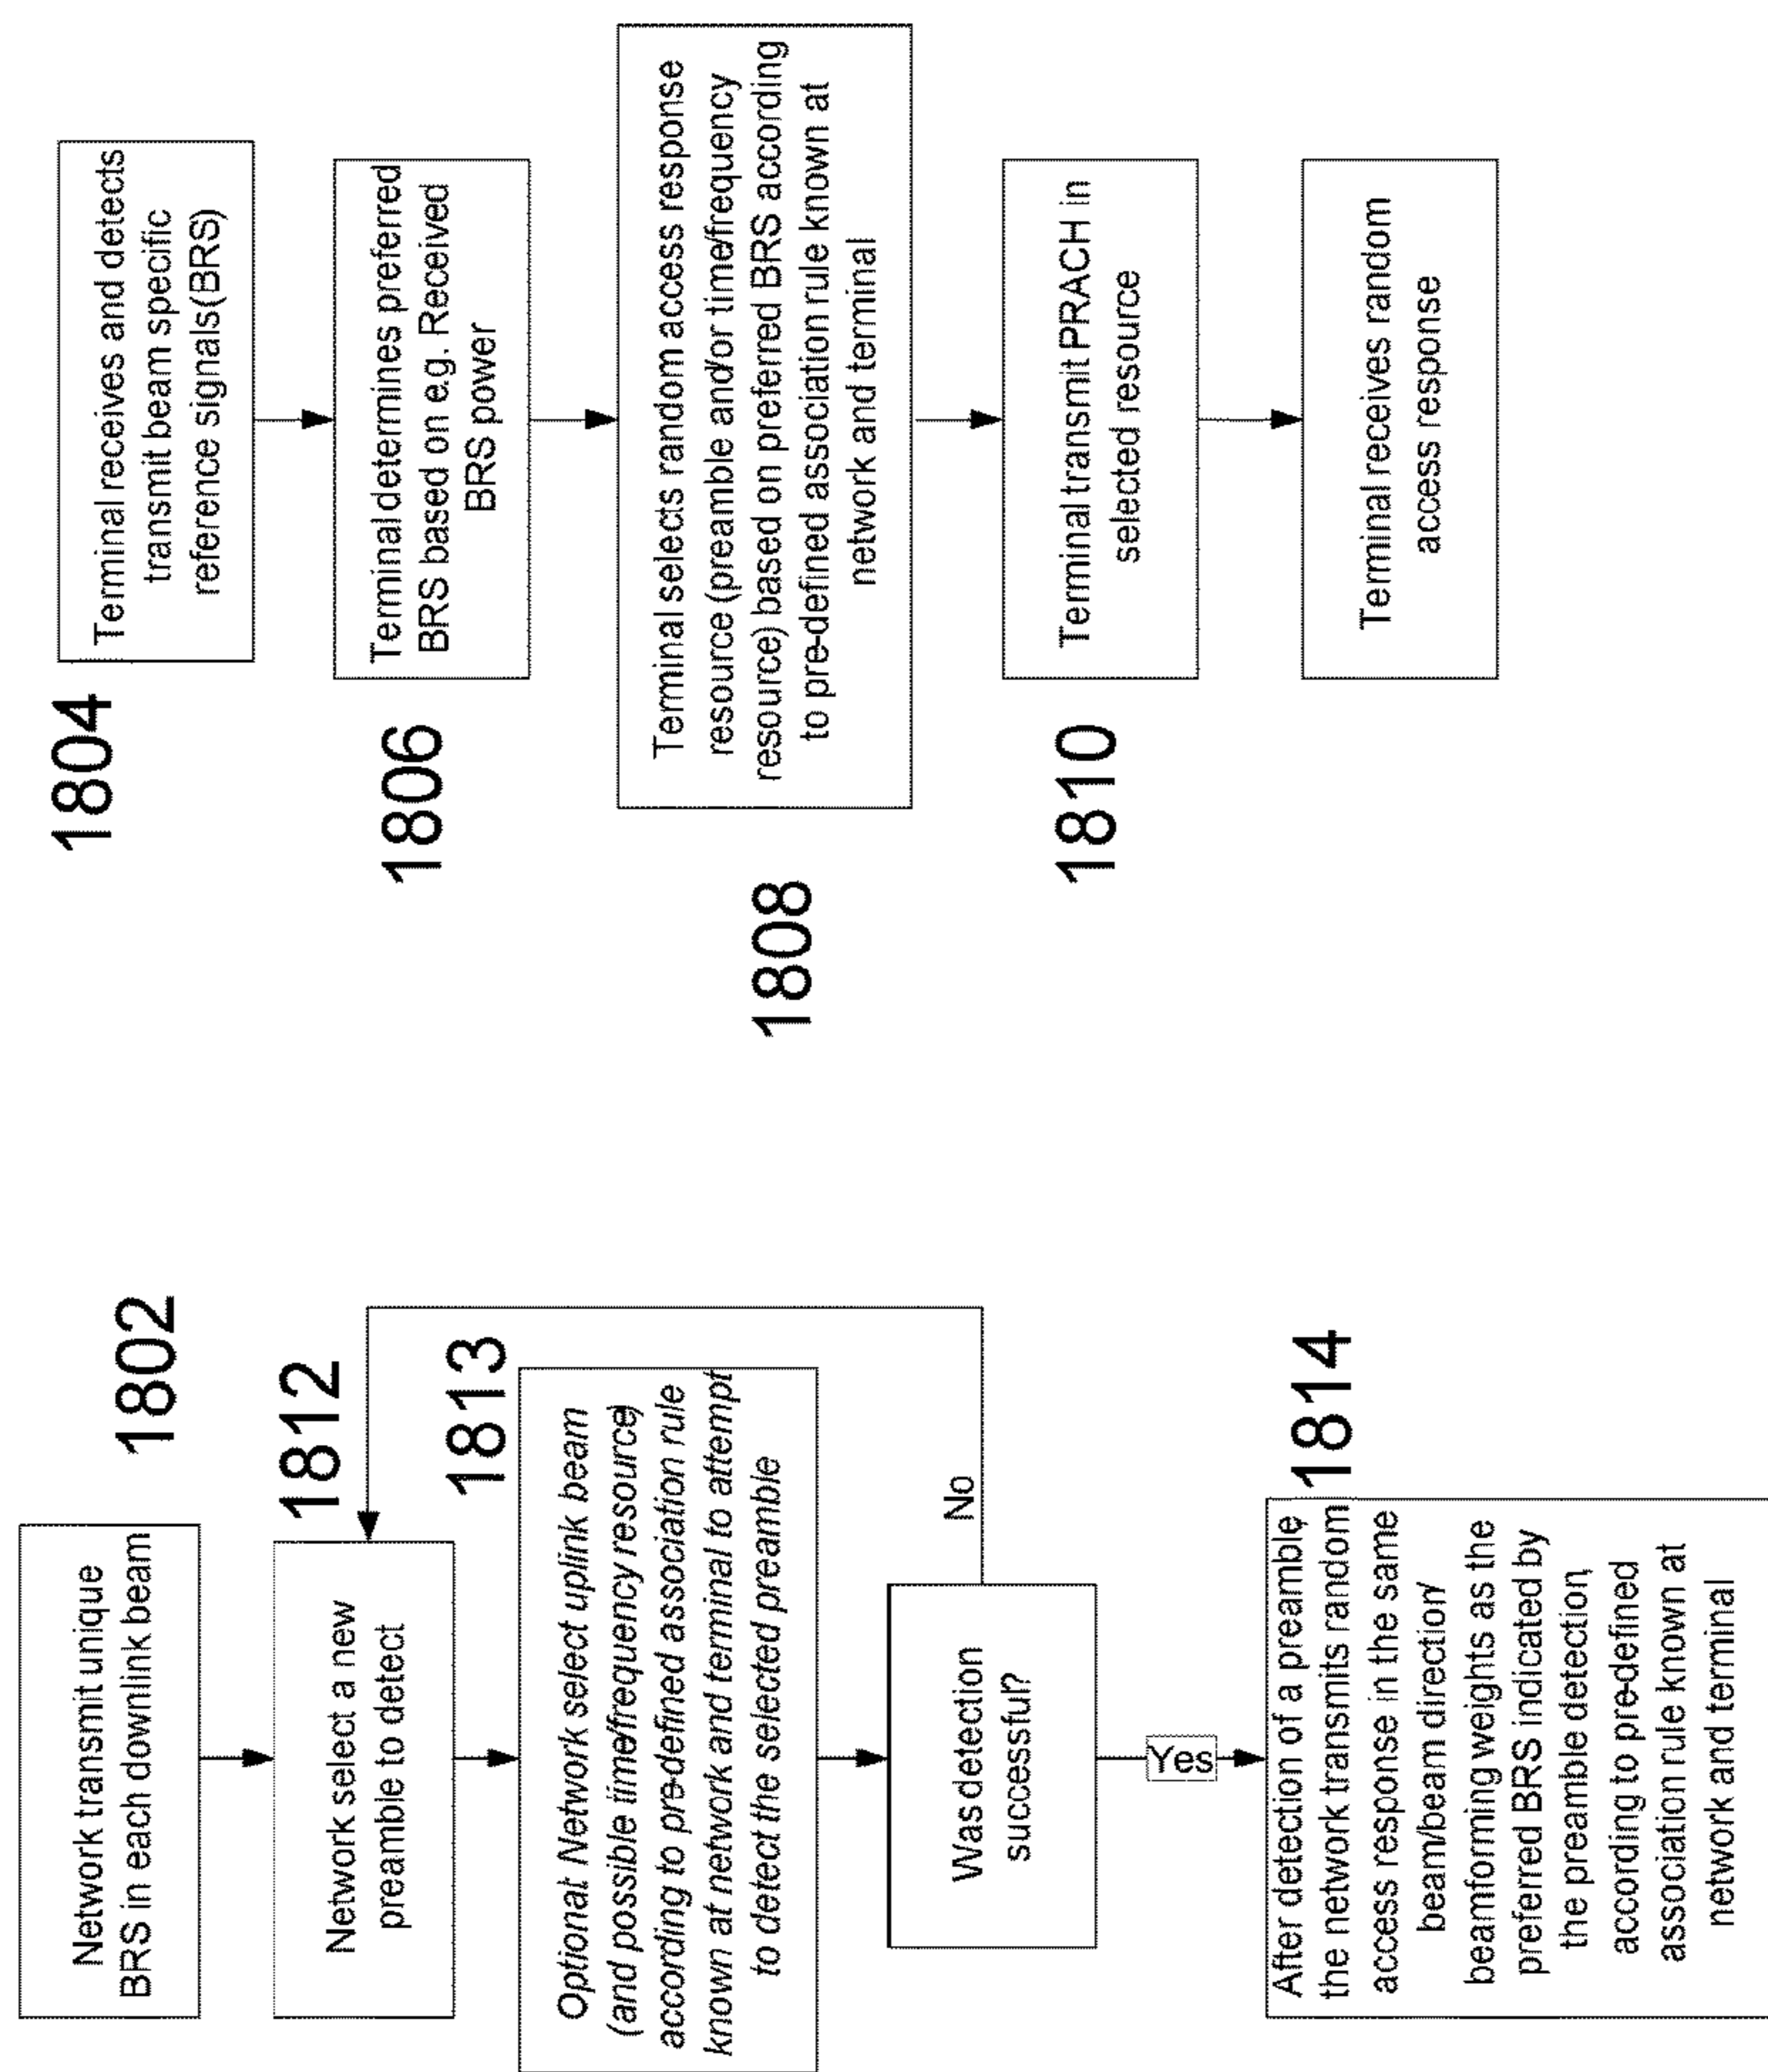 1802
Network transmit unique
BRS in each downlink beam
1812
Network select a new
preamble to detect
1813
Optional: Network select uplink beam
(and possible time/frequency resource)
according to pre-defined association rule
known at network and terminal to attempt
to detect the selected preamble
Was detection
successful?
No
Yes
1814
After detection of a preamble,
the network transmits random
access response in the same
beam/beam direction/
beamforming weights as the
preferred BRS indicated by
the preamble detection,
according to pre-defined
association rule known at
network and terminal
1804
Terminal receives and detects
transmit beam specific
reference signals(BRS)
1806
Terminal determines preferred
BRS based on e.g. Received
BRS power
1808
Terminal selects random access response
resource (preamble and/or time/frequency
resource) based on preferred BRS according
to pre-defined association rule known at
network and terminal
1810
Terminal transmit PRACH in
selected resource
Terminal receives random
access response